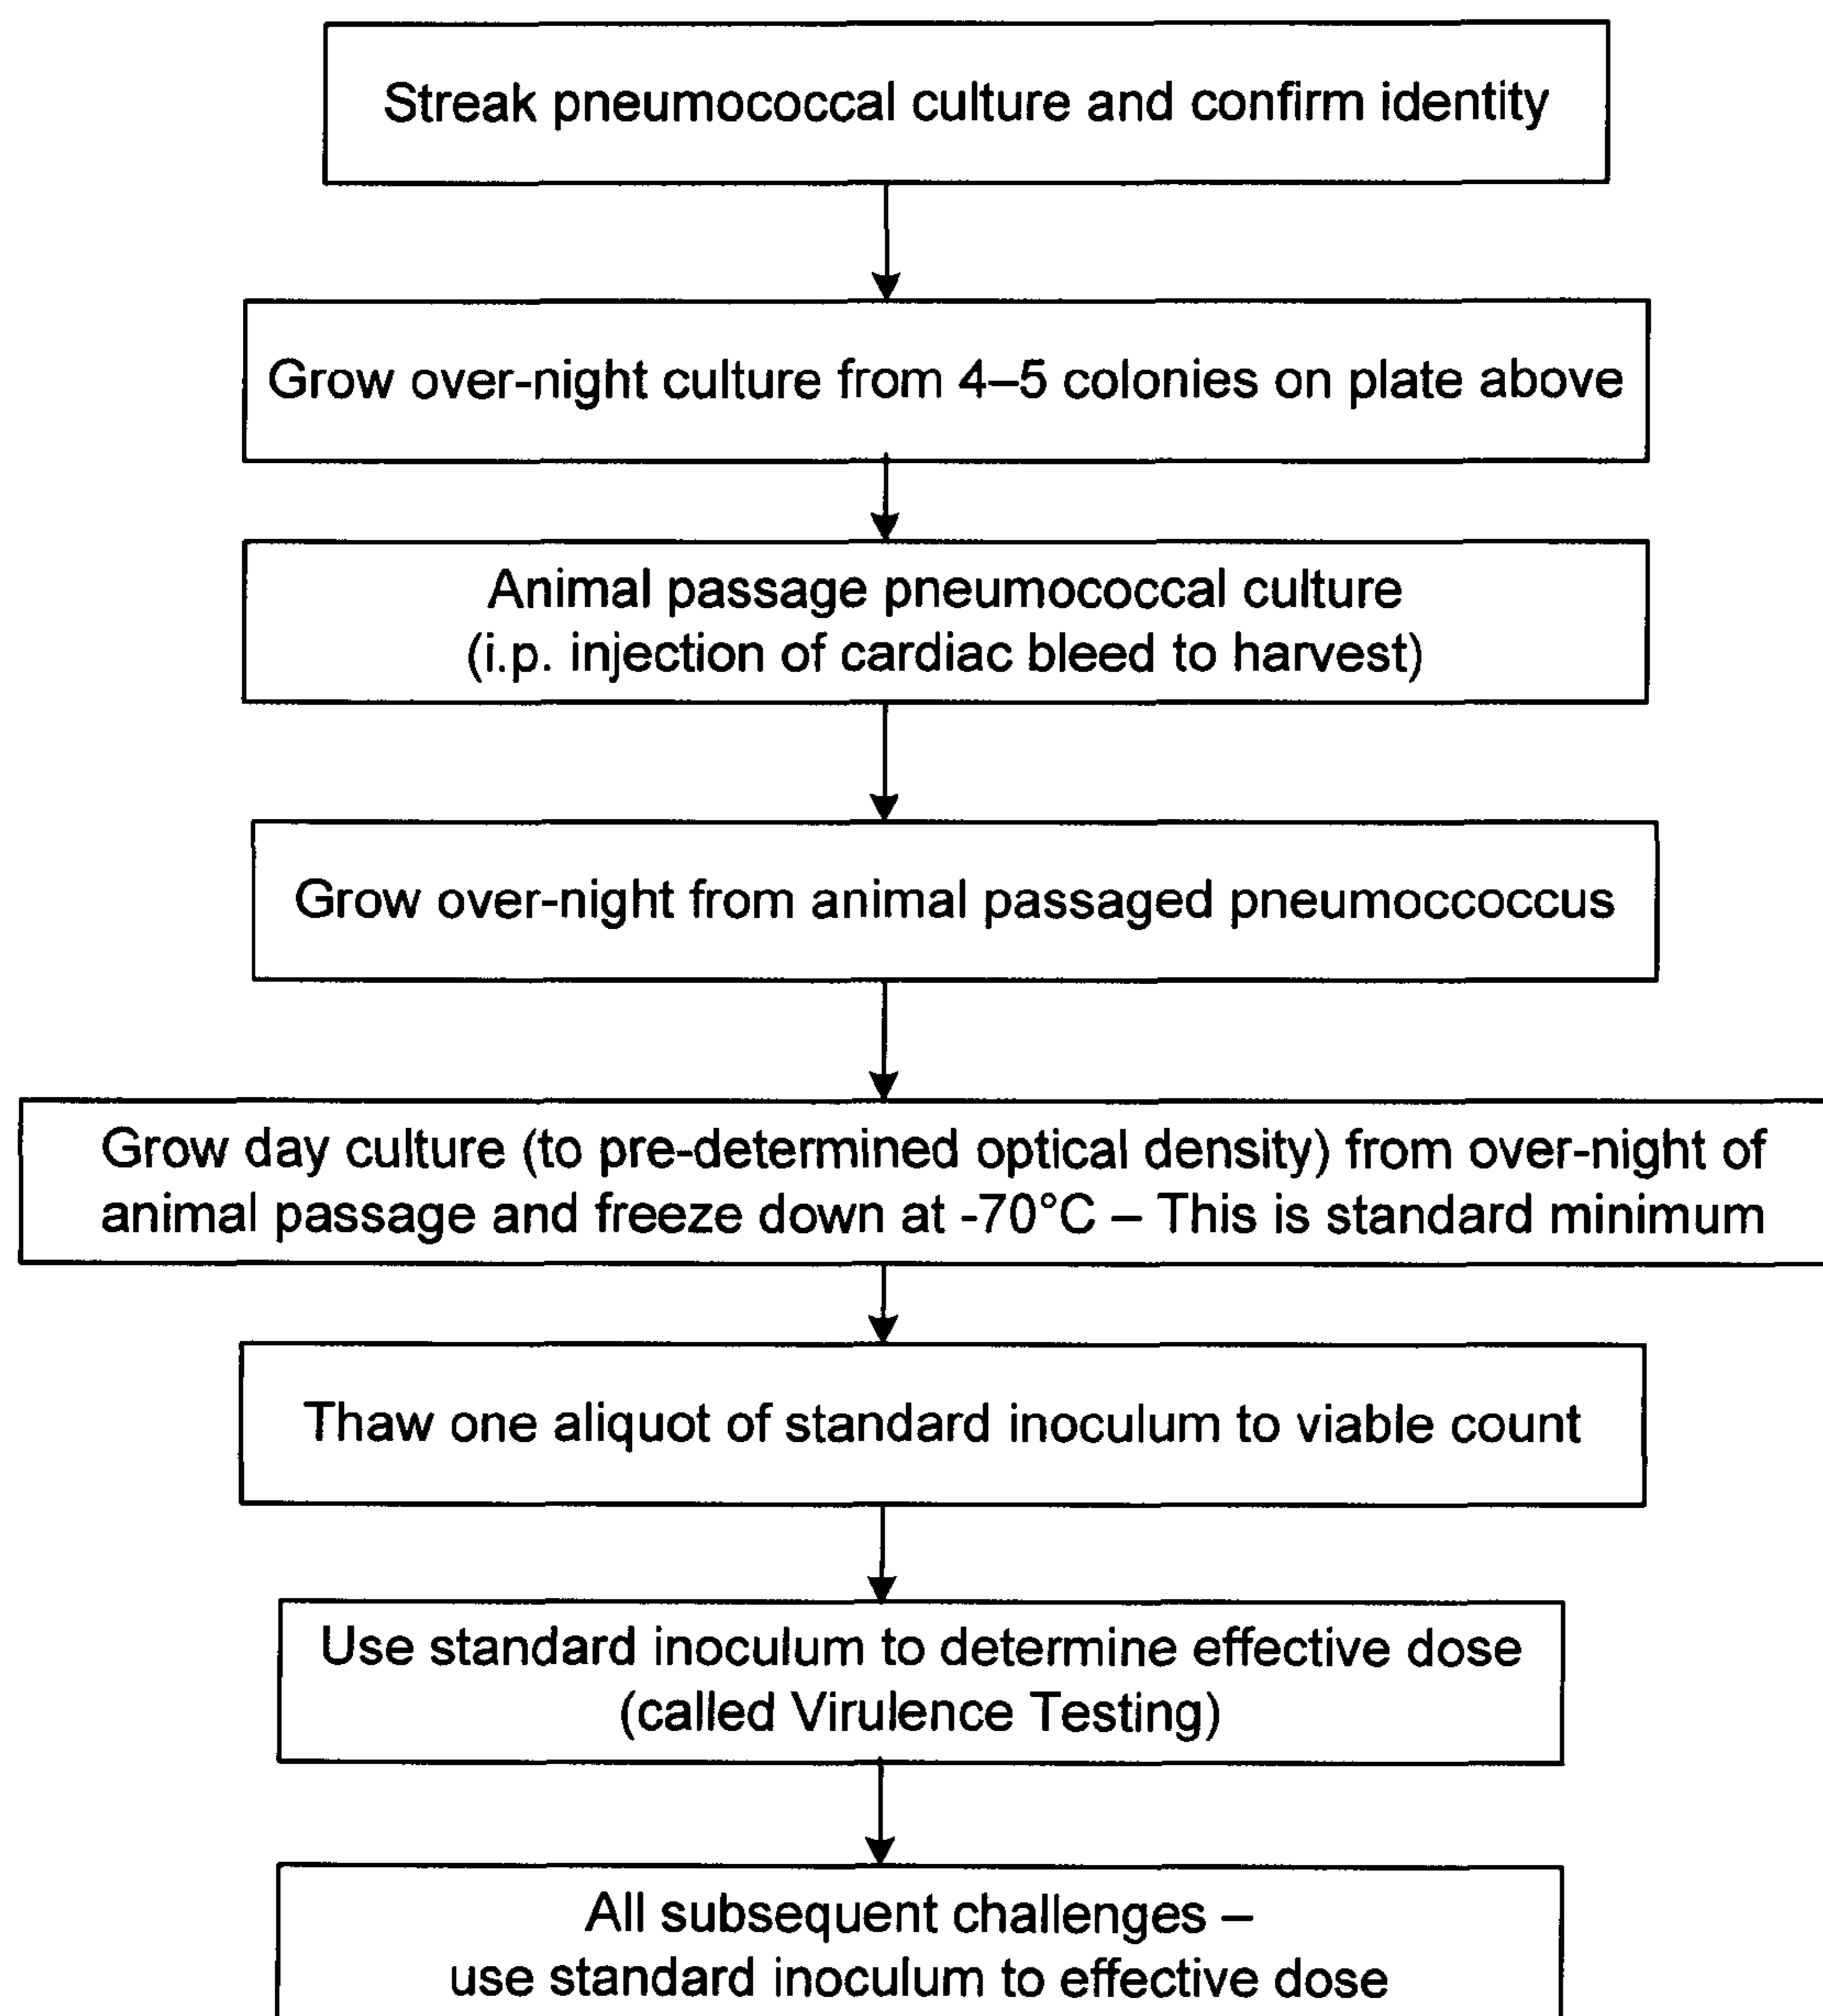 Streak pneumococcal culture and confirm identity
Grow over-night culture from 4–5 colonies on plate above
Animal passage pneumococcal culture
(i.p. injection of cardiac bleed to harvest)
Grow over-night from animal passaged pneumoccoccus
Grow day culture (to pre-determined optical density) from over-night of
animal passage and freeze down at -70°C – This is standard minimum
Thaw one aliquot of standard inoculum to viable count
Use standard inoculum to determine effective dose
(called Virulence Testing)
All subsequent challenges –
use standard inoculum to effective dose